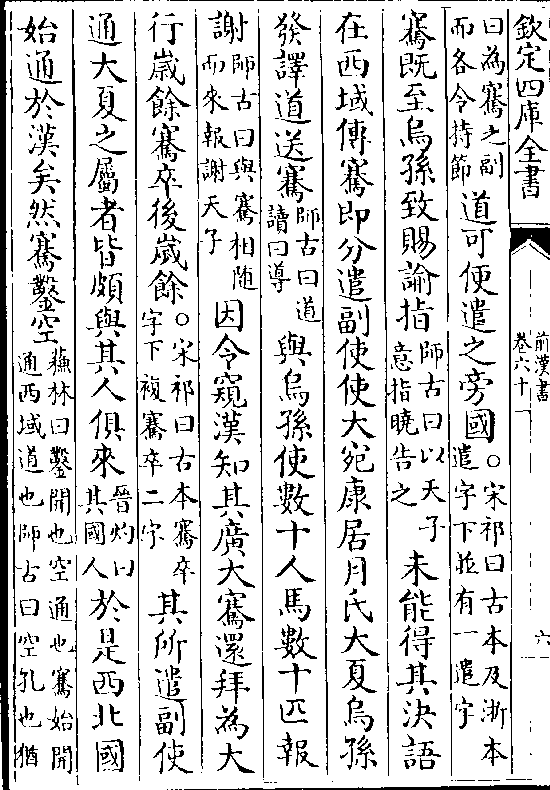 欽定四庫全書
前漢書
卷六十一
六
曰為騫之副而各令持節道可便遣之旁國○宋祁曰古本及浙本遣字下並有一遣字
騫既至烏孫致賜諭指師古曰以天子意指曉告之未能得其決語
在西域傳騫即分遣副使使大宛康居月氏大夏烏孫
發譯道送騫師古曰道讀曰導與烏孫使數十人馬數十匹報
謝師古曰與騫相隨而來報謝天子因令窺漢知其廣大騫還拜為大
行歲餘騫卒後歲餘○宋祁曰古本騫卒字下複騫卒二字其所遣副使
通大夏之屬者皆頗與其人俱來晉灼曰其國人於是西北國
始通於漢矣然騫鑿空蘇林曰鑿開也空通也騫始開通西域道也師古曰空孔也猶